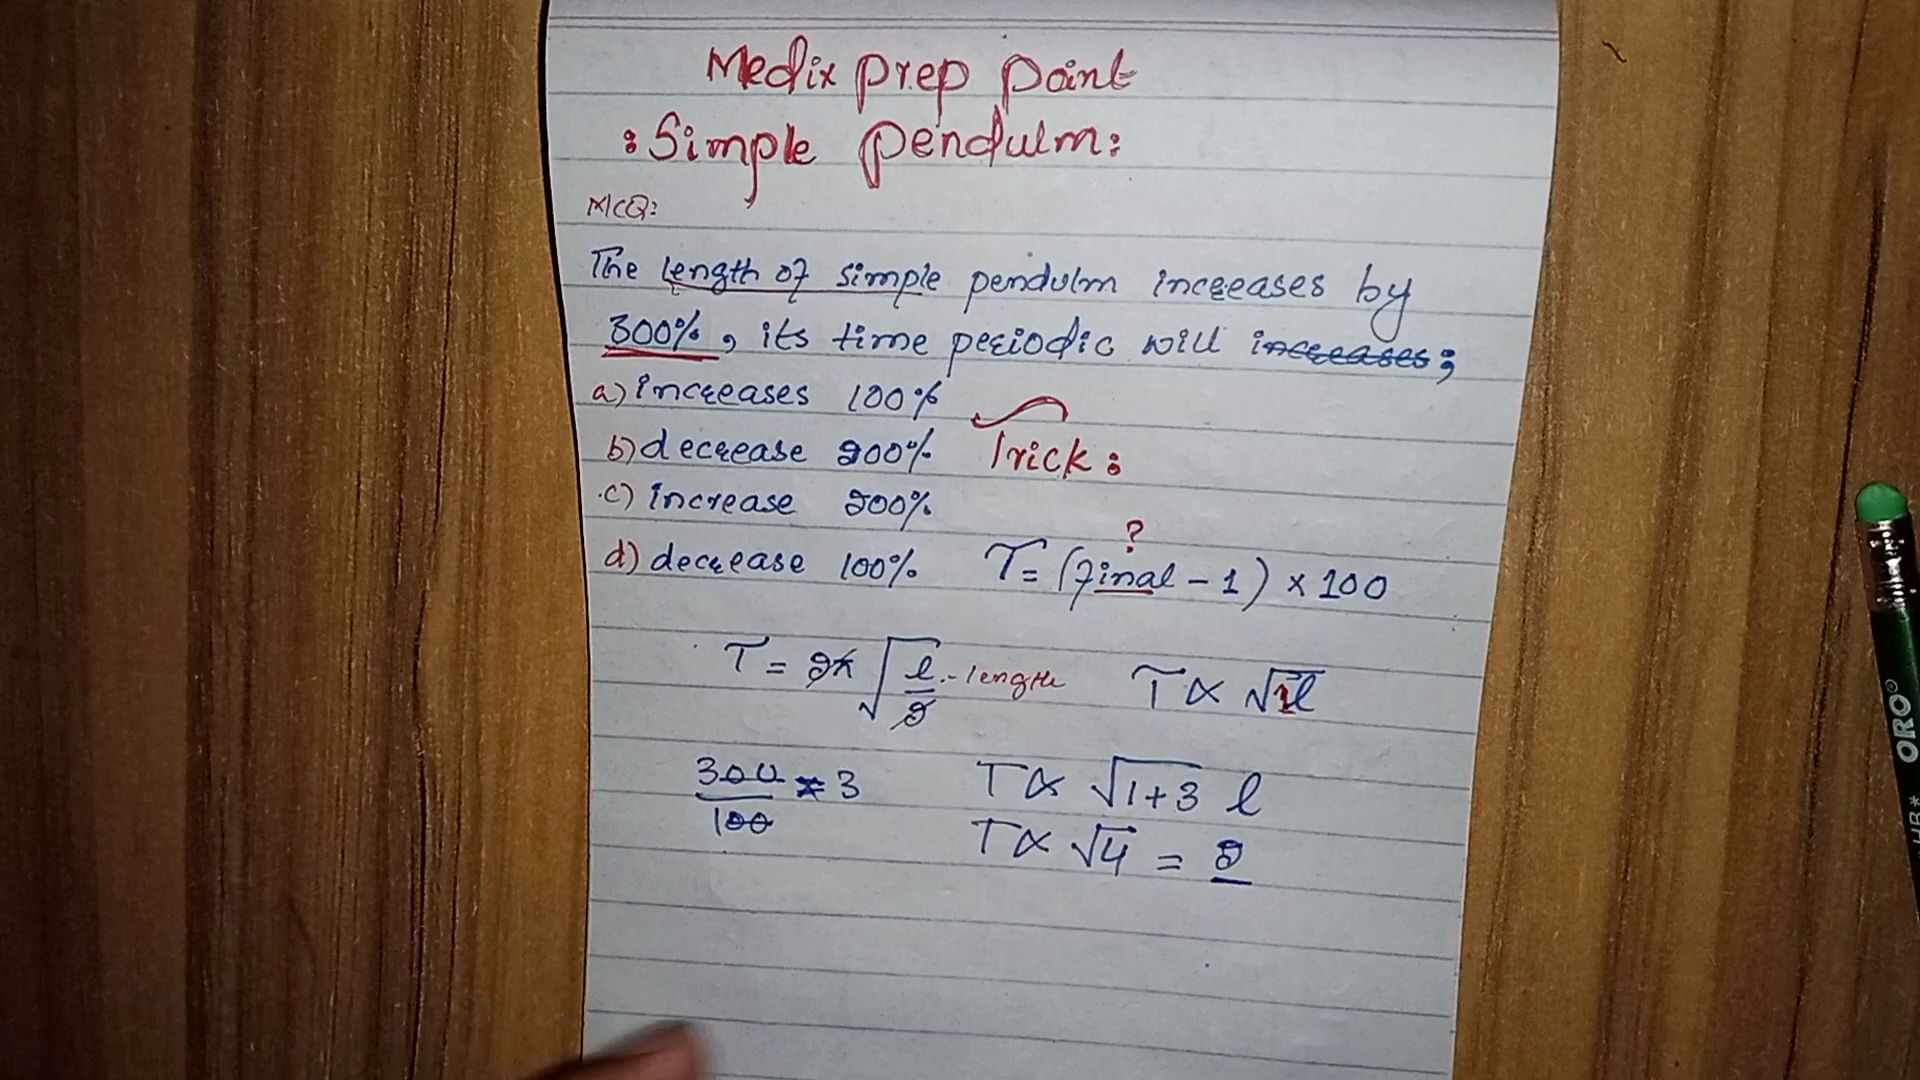 Medix prep point
:Simple pendulm:
MCQ:
The length of simple pendulm increases by
300%, its time periodic will increases;
a) increases 100%
b) decrease 200% Trick:
c) increase 200%
?
d) decrease 100% T = (final - 1) × 100
T = 2π √l/g - length T ∝ √1l
300/100 = 3 T ∝ √1+3 l
T ∝ √4 = 2
ORO®
HB*